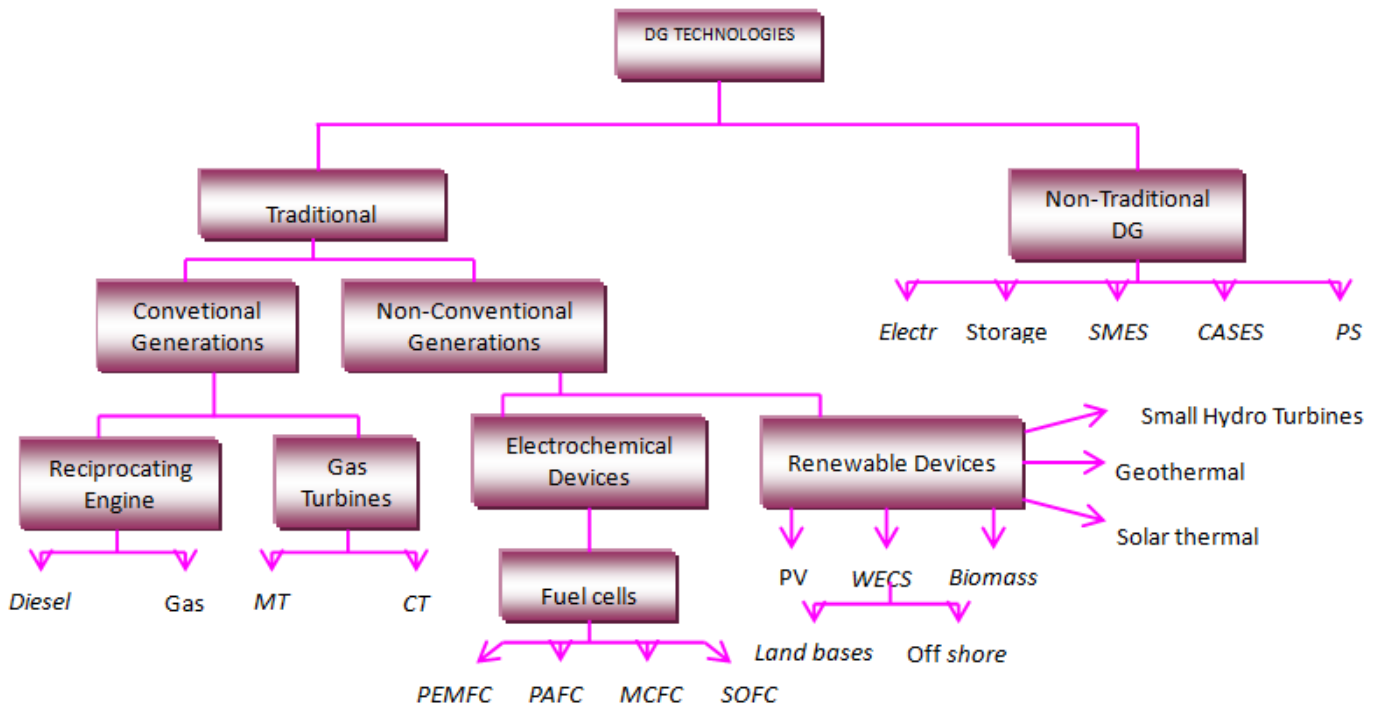 DG TECHNOLOGIES
Traditional
Non-Traditional
DG
Convetional
Generations
Non-Conventional
Generations
Electr
Storage
SMES
CASES
PS
Reciprocating
Engine
Gas
Turbines
Electrochemical
Devices
Renewable Devices
Small Hydro Turbines
Geothermal
Solar thermal
Diesel
Gas
MT
CT
Fuel cells
PV
WECS
Biomass
Land bases
Off shore
PEMFC
PAFC
MCFC
SOFC